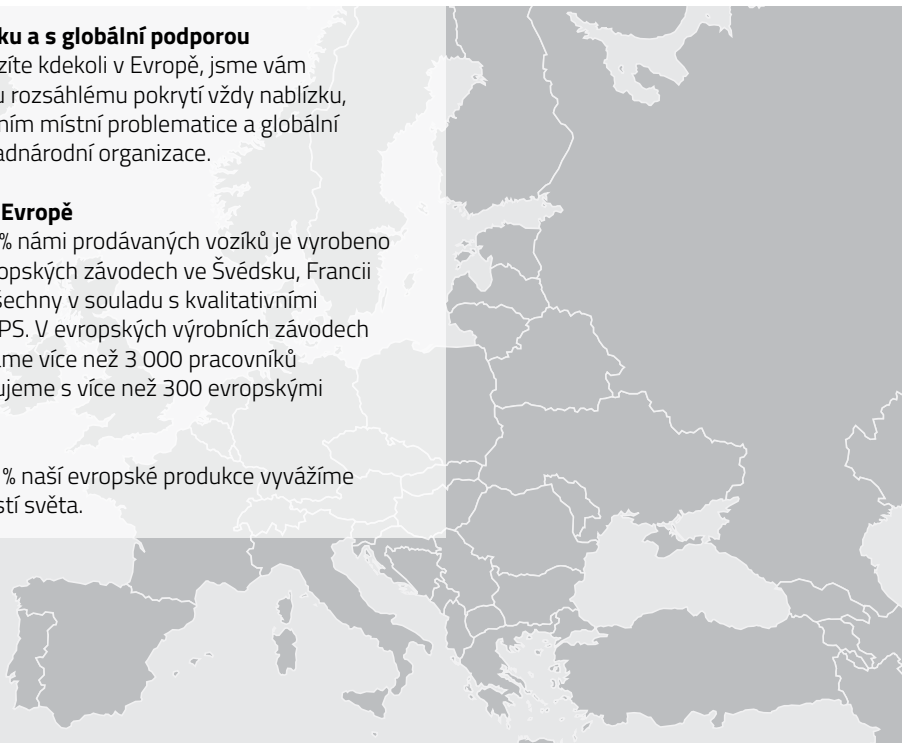 ku a s globální podporou
zíte kdekoli v Evropě, jsme vám
u rozsáhlému pokrytí vždy nablízku,
ním místní problematice a globální
adnárodní organizace.
Evropě
% námi prodávaných vozíků je vyrobeno
opských závodech ve Švédsku, Francii
šechny v souladu s kvalitativními
PS. V evropských výrobních závodech
áme více než 3 000 pracovníků
ujeme s více než 300 evropskými
% naší evropské produkce vyvážíme
stí světa.